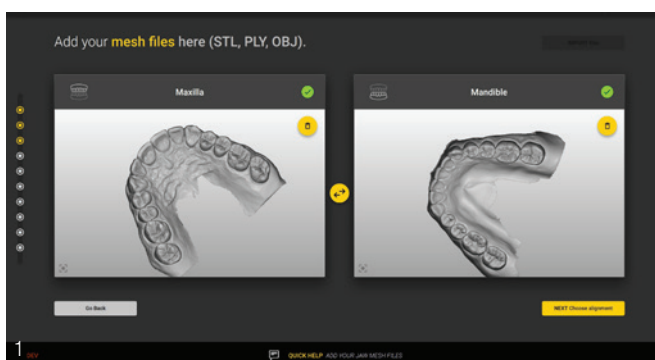 Add your mesh files here (STL, PLY, OBJ).
Maxilla
Mandible
Go Back
NEXT Choose alignment
1
DEV
QUICK HELP ADD YOUR JAW MESH FILES